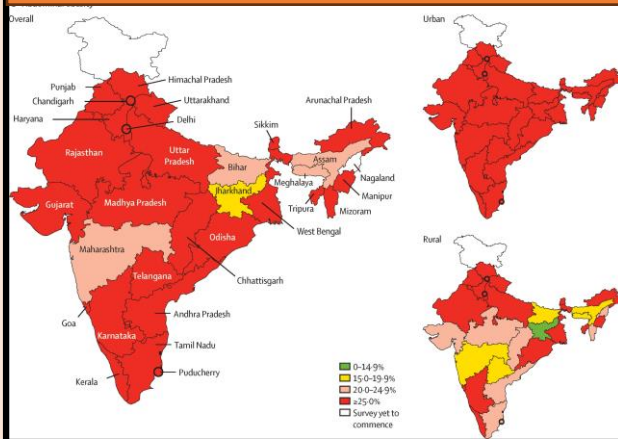 Overall
Urban
Punjab
Himachal Pradesh
Chandigarh
Uttarakhand
Arunachal Pradesh
Haryana
Delhi
Sikkim
Rajasthan
Uttar
Pradesh
Bihar
Assam
Nagaland
Meghalaya
Jharkhand
Manipur
Gujarat
Madhya Pradesh
Tripura
Mizoram
West Bengal
Odisha
Rural
Maharashtra
Chhattisgarh
Telangana
Goa
Andhra Pradesh
Karnataka
Tamil Nadu
Kerala
Puducherry
0–14·9%
15·0–19·9%
20·0–24·9%
≥25·0%
Survey yet to
commence